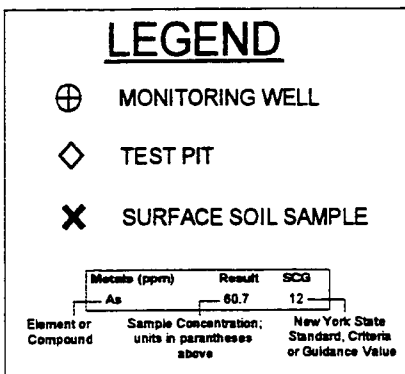 LEGEND
MONITORING WELL
TEST PIT
SURFACE SOIL SAMPLE
Metals (ppm) Result SCG
As 60.7 12
Element or Compound
Sample Concentration; units in parantheses above
New York State Standard, Criteria or Guidance Value